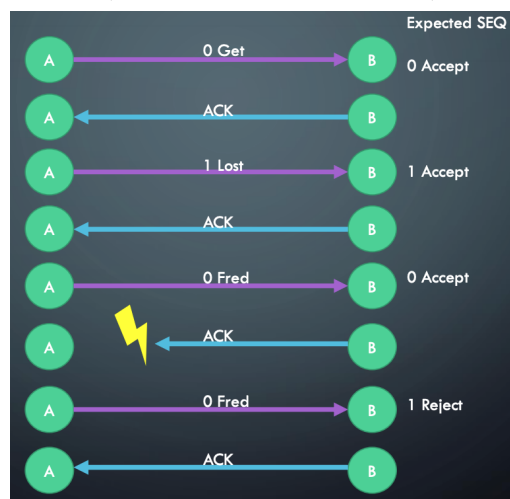 Expected SEQ
A 0 Get B 0 Accept
A ACK B
A 1 Lost B 1 Accept
A ACK B
A 0 Fred B 0 Accept
A ACK B
A 0 Fred B 1 Reject
A ACK B